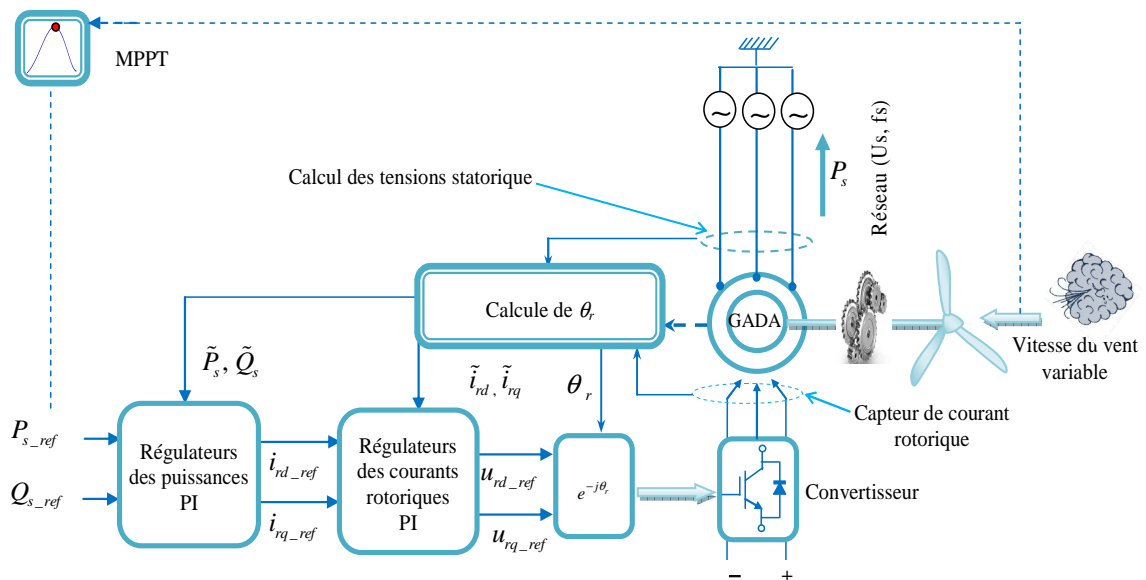 MPPT
Calcul des tensions statorique
P_s
Réseau (Us, fs)
~
~
~
Calcule de θ_r
GADA
Vitesse du vent
variable
P̃_s, Q̃_s
ĩ_rd, ĩ_rq
θ_r
Capteur de courant
rotorique
P_s_ref
Q_s_ref
Régulateurs
des puissances
PI
i_rd_ref
i_rq_ref
Régulateurs
des courants
rotoriques
PI
u_rd_ref
u_rq_ref
e^{-jθ_r}
Convertisseur
− +